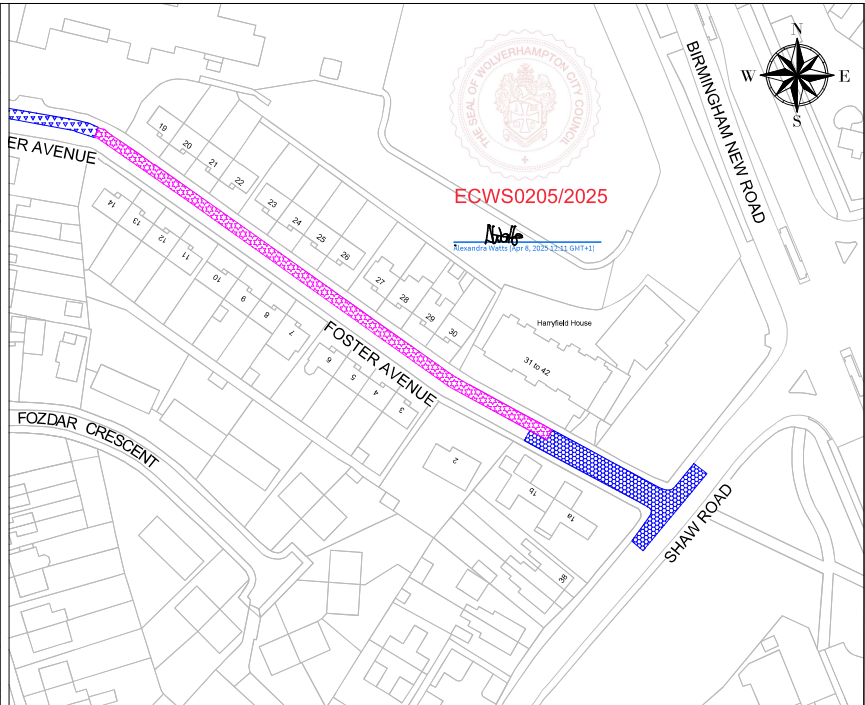 N
W E
S
BIRMINGHAM NEW ROAD
THE SEAL OF WOLVERHAMPTON CITY COUNCIL
ECWS0205/2025
Alexandra Watts (Apr 8, 2025 12:11 GMT+1)
ER AVENUE
19
20
21
22
23
24
25
26
27
28
29
30
14
13
12
11
10
9
8
7
6
5
4
3
2
1b
1a
38
Harryfield House
31 to 42
FOSTER AVENUE
FOZDAR CRESCENT
SHAW ROAD